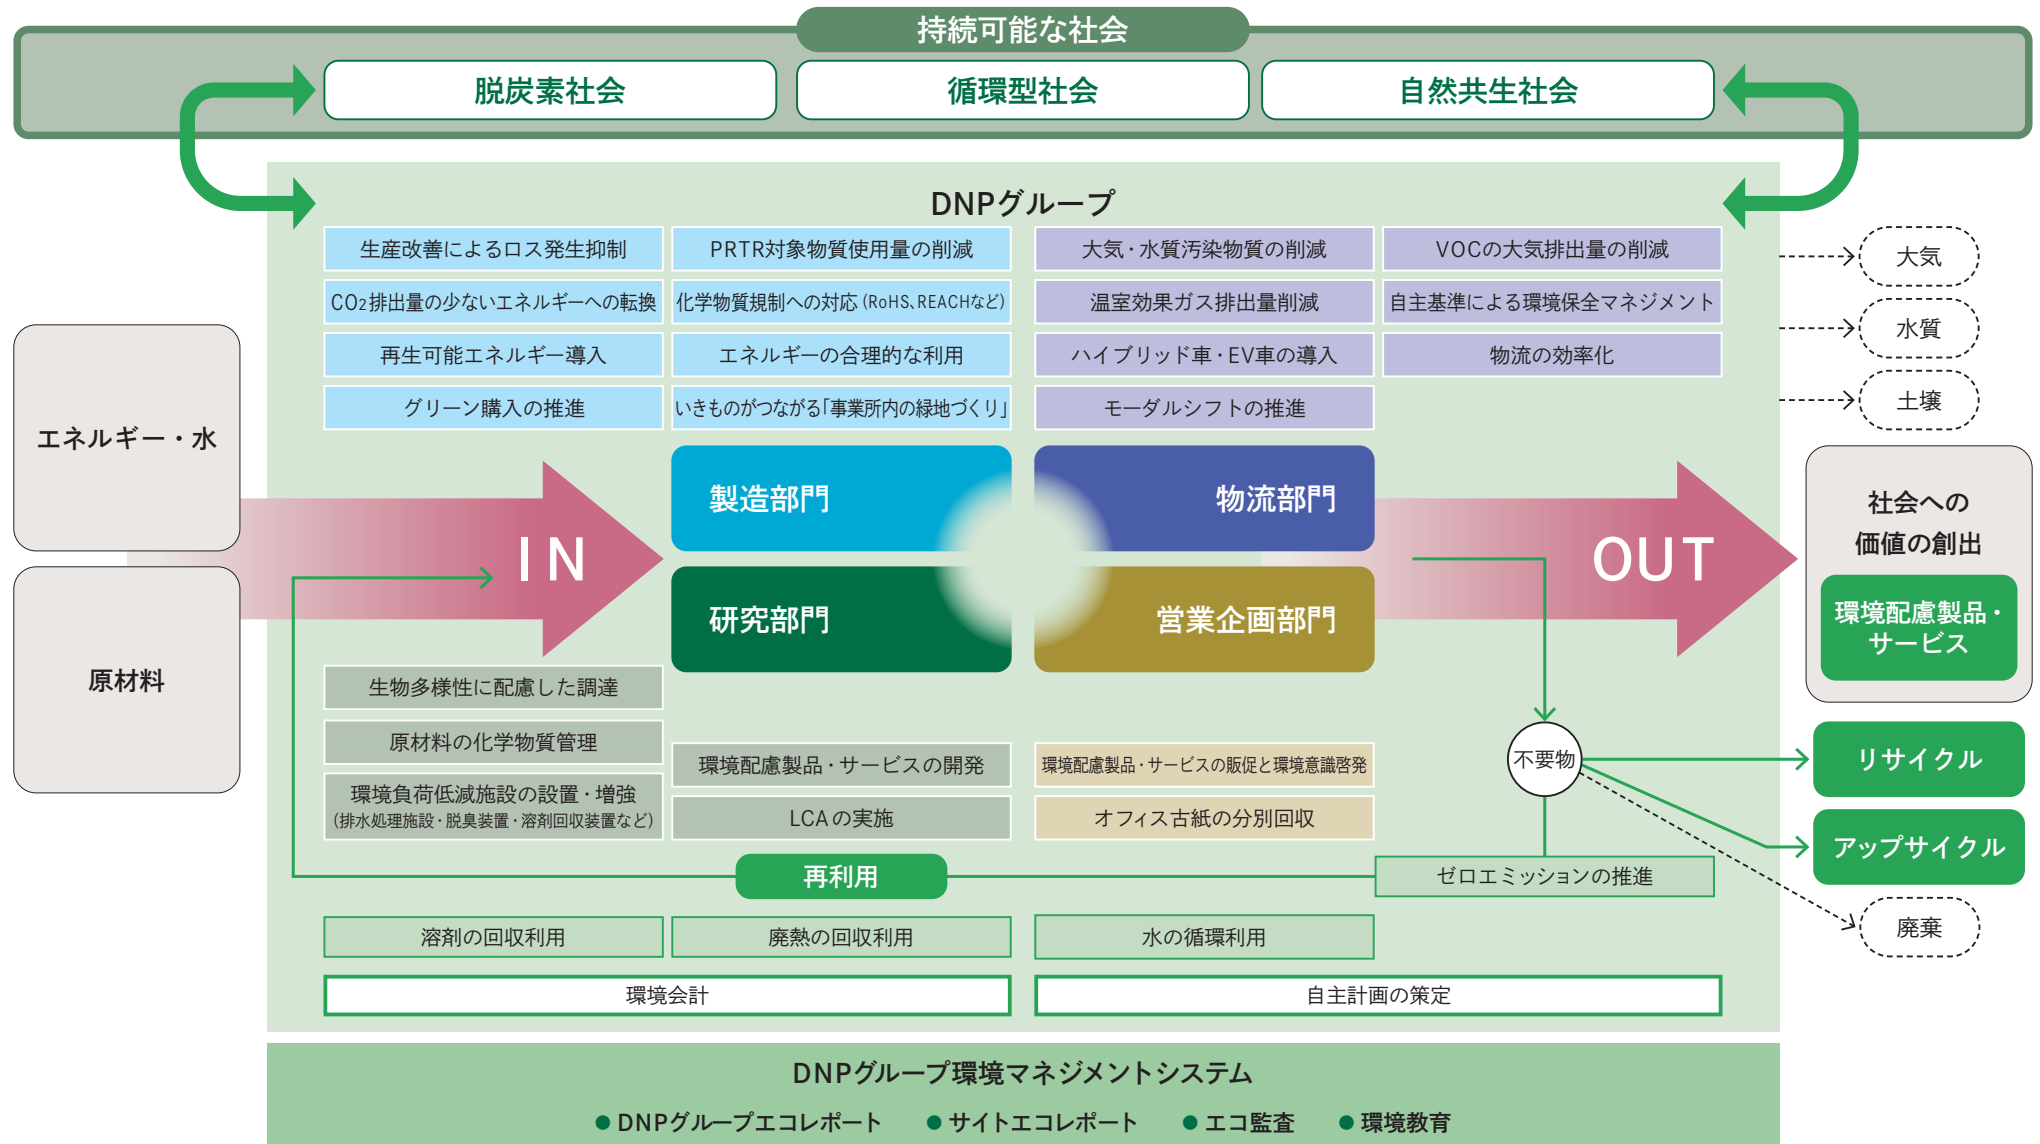 持続可能な社会
脱炭素社会
循環型社会
自然共生社会
DNPグループ
生産改善によるロス発生抑制
PRTR対象物質使用量の削減
大気・水質汚染物質の削減
VOCの大気排出量の削減
CO2排出量の少ないエネルギーへの転換
化学物質規制への対応(RoHS、REACHなど)
温室効果ガス排出量削減
自主基準による環境保全マネジメント
再生可能エネルギー導入
エネルギーの合理的な利用
ハイブリッド車・EV車の導入
物流の効率化
グリーン購入の推進
いきものがつながる「事業所内の緑地づくり」
モーダルシフトの推進
大気
水質
土壌
エネルギー・水
原材料
IN
製造部門
物流部門
研究部門
営業企画部門
OUT
社会への
価値の創出
環境配慮製品・
サービス
生物多様性に配慮した調達
原材料の化学物質管理
環境負荷低減施設の設置・増強
(排水処理施設・脱臭装置・溶剤回収装置など)
環境配慮製品・サービスの開発
LCAの実施
環境配慮製品・サービスの販促と環境意識啓発
オフィス古紙の分別回収
不要物
リサイクル
アップサイクル
廃棄
再利用
ゼロエミッションの推進
溶剤の回収利用
廃熱の回収利用
水の循環利用
環境会計
自主計画の策定
DNPグループ環境マネジメントシステム
●DNPグループエコレポート ●サイトエコレポート ●エコ監査 ●環境教育